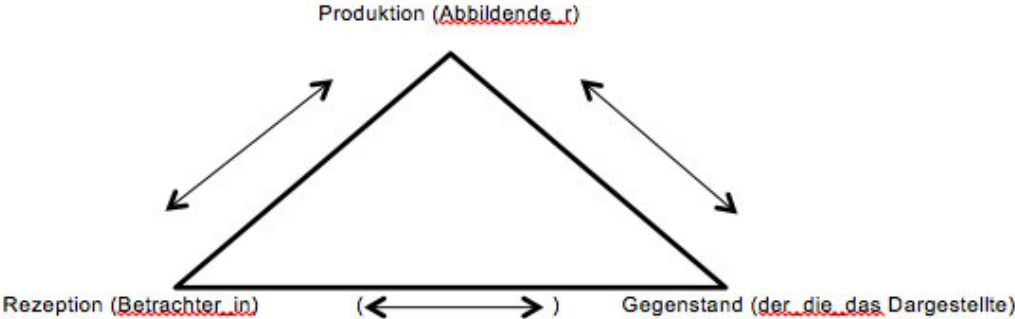 Produktion (Abbildende_r)
Rezeption (Betrachter_in) ( ) Gegenstand (der_die_das Dargestellte)